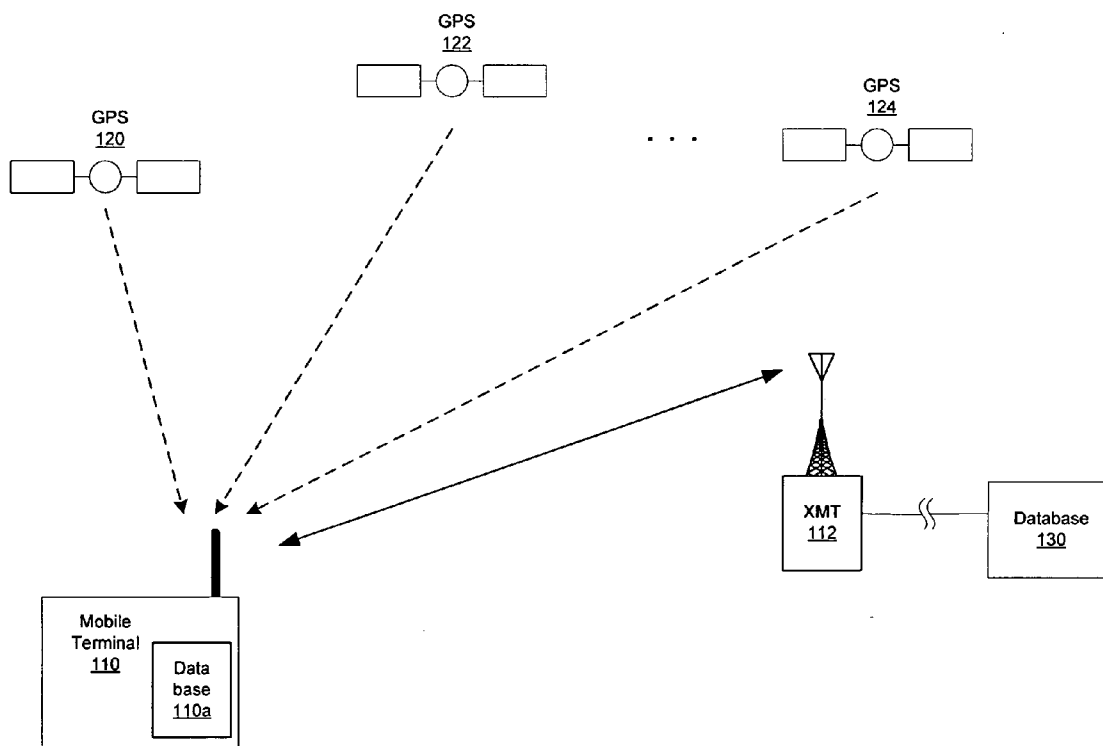 GPS
122
GPS
124
GPS
120
. . .
XMT
112
Database
130
Mobile
Terminal
110
Data
base
110a